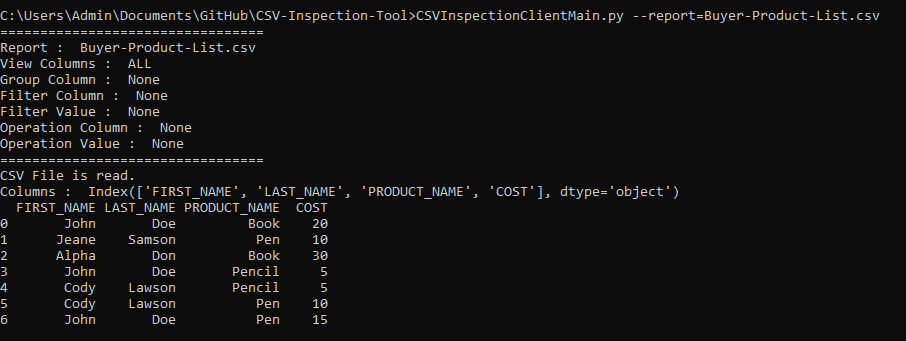 C:\Users\Admin\Documents\GitHub\CSV-Inspection-Tool>CSVInspectionClientMain.py --report=Buyer-Product-List.csv
=================================
Report :  Buyer-Product-List.csv
View Columns :  ALL
Group Column :  None
Filter Column :  None
Filter Value :  None
Operation Column :  None
Operation Value :  None
=================================
CSV File is read.
Columns :  Index(['FIRST_NAME', 'LAST_NAME', 'PRODUCT_NAME', 'COST'], dtype='object')
  FIRST_NAME LAST_NAME PRODUCT_NAME  COST
0       John       Doe         Book    20
1      Jeane    Samson          Pen    10
2      Alpha       Don         Book    30
3       John       Doe       Pencil     5
4       Cody    Lawson       Pencil     5
5       Cody    Lawson          Pen    10
6       John       Doe          Pen    15